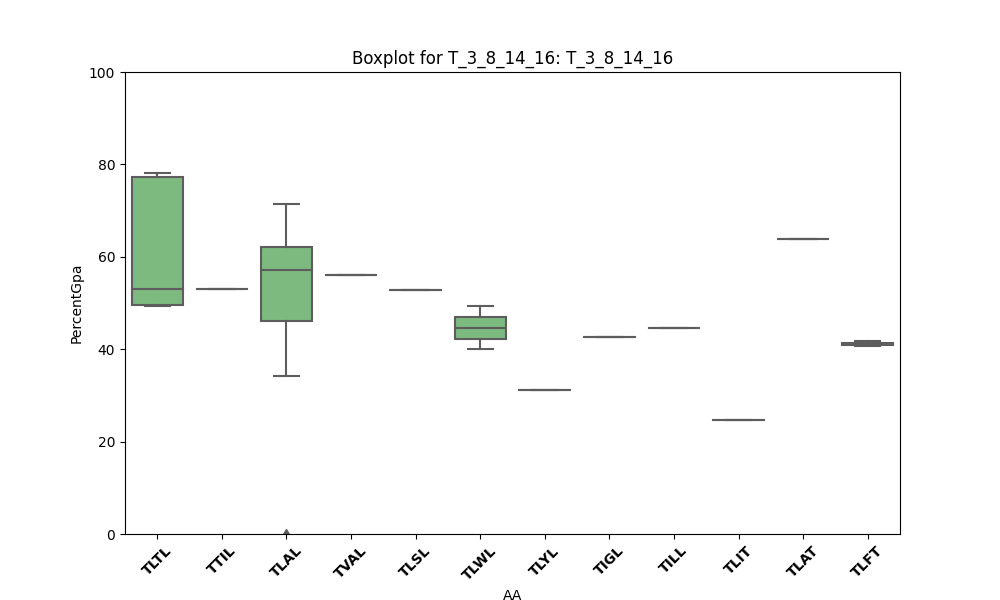 Boxplot for T_3_8_14_16: T_3_8_14_16
100
80
60
40
20
0
PercentGpa
TLTL
TTIL
TLAL
TVAL
TLSL
TLWL
TLYL
TIGL
TILL
TLIT
TLAT
TLFT
AA